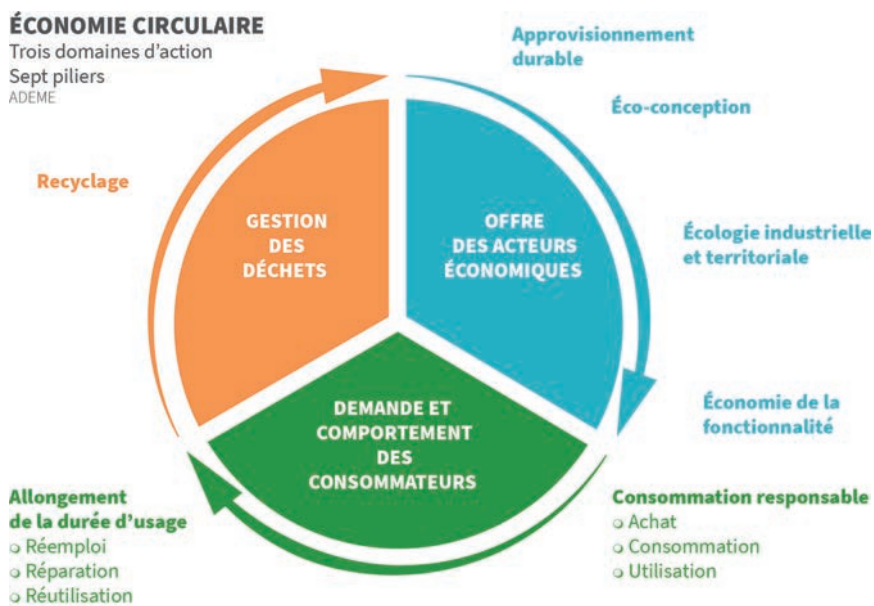 ÉCONOMIE CIRCULAIRE
Trois domaines d’action
Sept piliers
ADEME
Approvisionnement
durable
Éco-conception
Écologie industrielle
et territoriale
Économie de la
fonctionnalité
OFFRE
DES ACTEURS
ÉCONOMIQUES
Consommation responsable
Achat
Consommation
Utilisation
DEMANDE ET
COMPORTEMENT
DES
CONSOMMATEURS
Allongement
de la durée d’usage
Réemploi
Réparation
Réutilisation
Recyclage
GESTION
DES
DÉCHETS